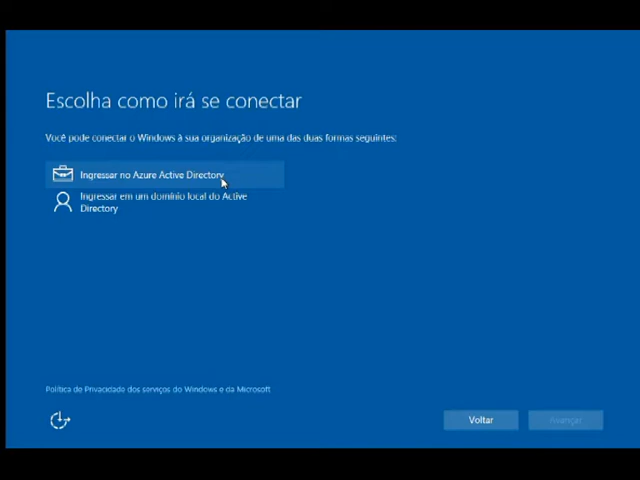 Escolha como irá se conectar
Você pode conectar o Windows à sua organização de uma das duas formas seguintes:
Ingressar no Azure Active Directory
Ingressar em um domínio local do Active
Directory
Política de Privacidade dos serviços do Windows e da Microsoft
Voltar
Avançar